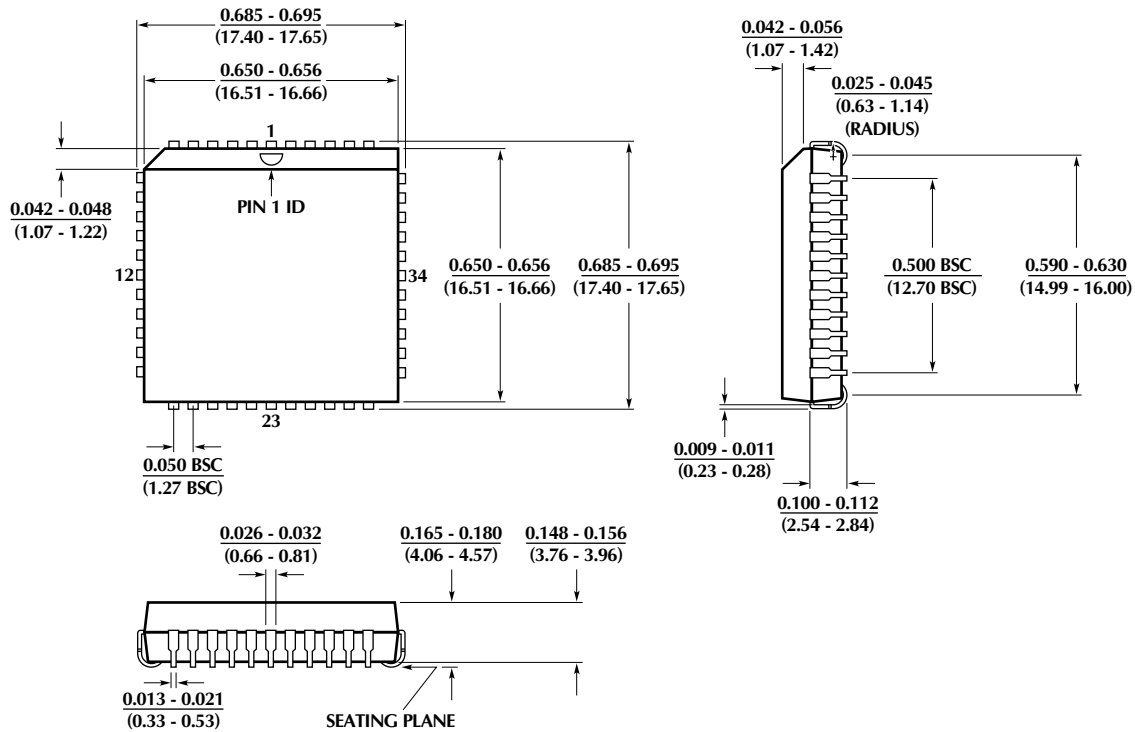 0.685 - 0.695
(17.40 - 17.65)
0.650 - 0.656
(16.51 - 16.66)
1
PIN 1 ID
0.042 - 0.048
(1.07 - 1.22)
12
34
0.650 - 0.656
(16.51 - 16.66)
0.685 - 0.695
(17.40 - 17.65)
23
0.050 BSC
(1.27 BSC)
0.042 - 0.056
(1.07 - 1.42)
0.025 - 0.045
(0.63 - 1.14)
(RADIUS)
0.500 BSC
(12.70 BSC)
0.590 - 0.630
(14.99 - 16.00)
0.009 - 0.011
(0.23 - 0.28)
0.100 - 0.112
(2.54 - 2.84)
0.026 - 0.032
(0.66 - 0.81)
0.165 - 0.180
(4.06 - 4.57)
0.148 - 0.156
(3.76 - 3.96)
0.013 - 0.021
(0.33 - 0.53)
SEATING PLANE